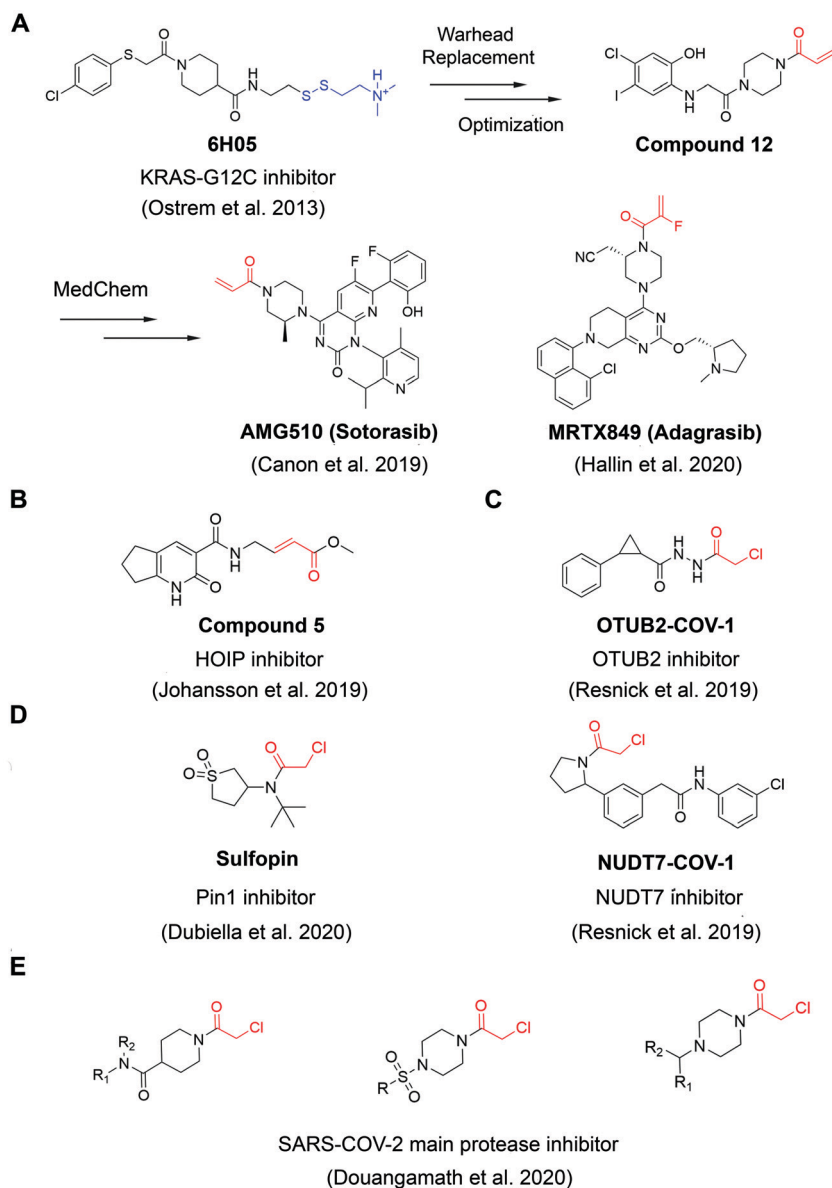 A
Warhead
Replacement
Optimization
6H05
KRAS-G12C inhibitor
(Ostrem et al. 2013)
Compound 12
MedChem
AMG510 (Sotorasib)
(Canon et al. 2019)
MRTX849 (Adagrasib)
(Hallin et al. 2020)
B
Compound 5
HOIP inhibitor
(Johansson et al. 2019)
C
OTUB2-COV-1
OTUB2 inhibitor
(Resnick et al. 2019)
D
Sulfopin
Pin1 inhibitor
(Dubiella et al. 2020)
NUDT7-COV-1
NUDT7 inhibitor
(Resnick et al. 2019)
E
SARS-COV-2 main protease inhibitor
(Douangamath et al. 2020)